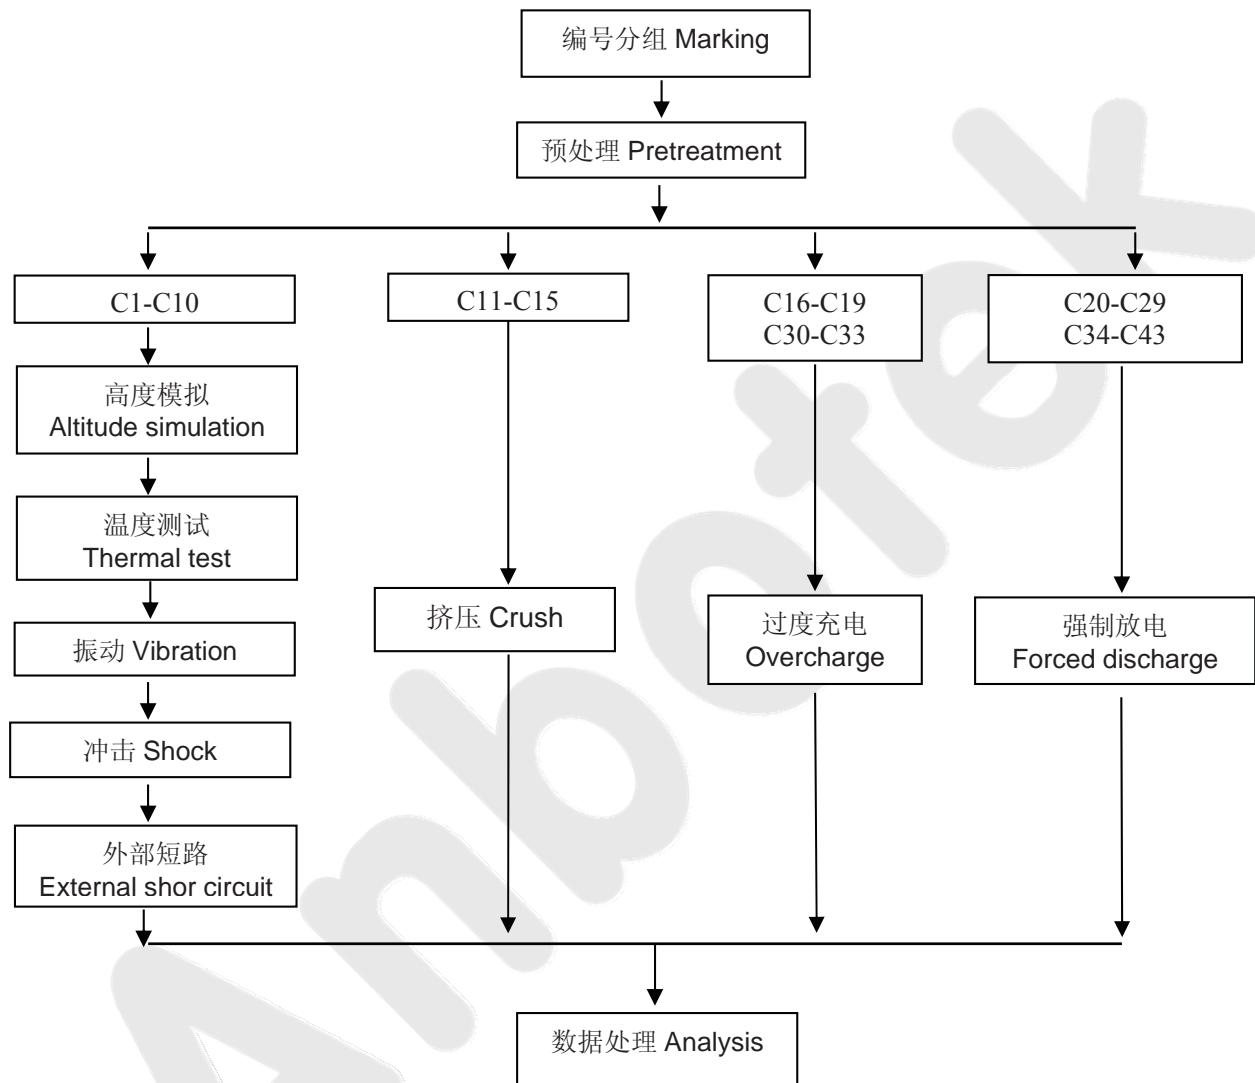 编号分组 Marking
预处理 Pretreatment
C1-C10
C11-C15
C16-C19
C30-C33
C20-C29
C34-C43
高度模拟
Altitude simulation
温度测试
Thermal test
振动 Vibration
冲击 Shock
外部短路
External shor circuit
挤压 Crush
过度充电
Overcharge
强制放电
Forced discharge
数据处理 Analysis
Anbotek